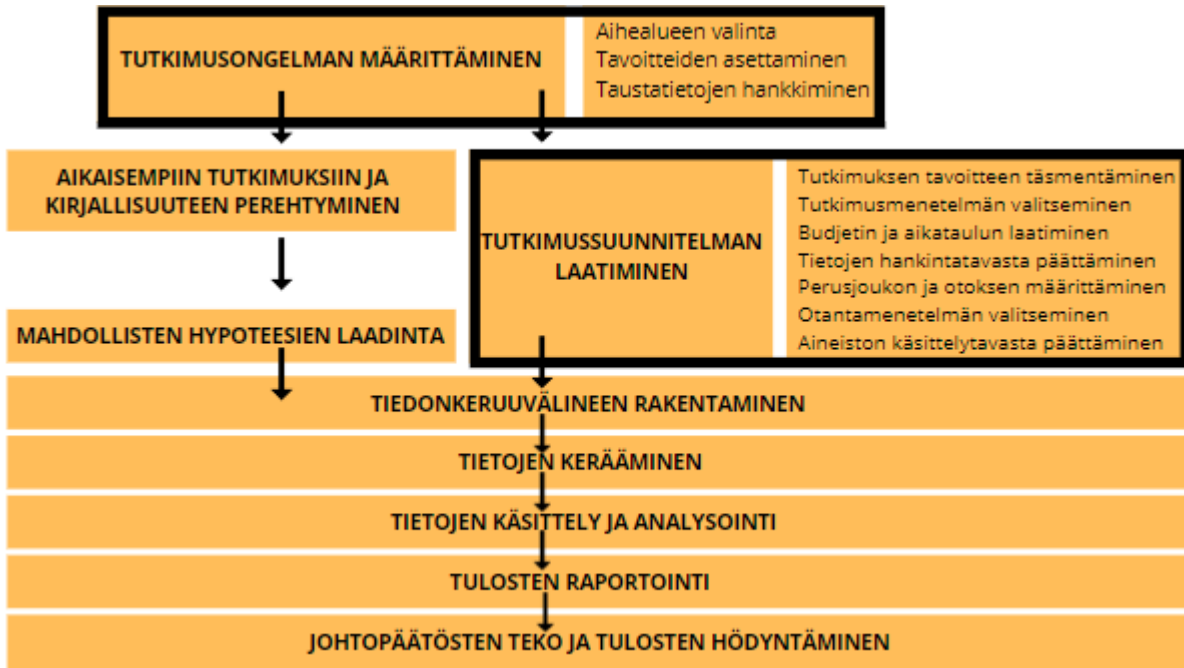 TUTKIMUSONGELMAN MÄÄRITTÄMINEN
Aihealueen valinta
Tavoitteiden asettaminen
Taustatietojen hankkiminen
AIKAISEMPIIN TUTKIMUKSIIN JA
KIRJALLISUUTEEN PEREHTYMINEN
MAHDOLLISTEN HYPOTEESIEN LAADINTA
TUTKIMUSSUUNNITELMAN
LAATIMINEN
Tutkimuksen tavoitteen täsmentäminen
Tutkimusmenetelmän valitseminen
Budjetin ja aikataulun laatiminen
Tietojen hankintatavasta päättäminen
Perusjoukon ja otoksen määrittäminen
Otantamenetelmän valitseminen
Aineiston käsittelytavasta päättäminen
TIEDONKERUUVÄLINEEN RAKENTAMINEN
TIETOJEN KERÄÄMINEN
TIETOJEN KÄSITTELY JA ANALYSOINTI
TULOSTEN RAPORTOINTI
JOHTOPÄÄTÖSTEN TEKO JA TULOSTEN HÖDYNTÄMINEN